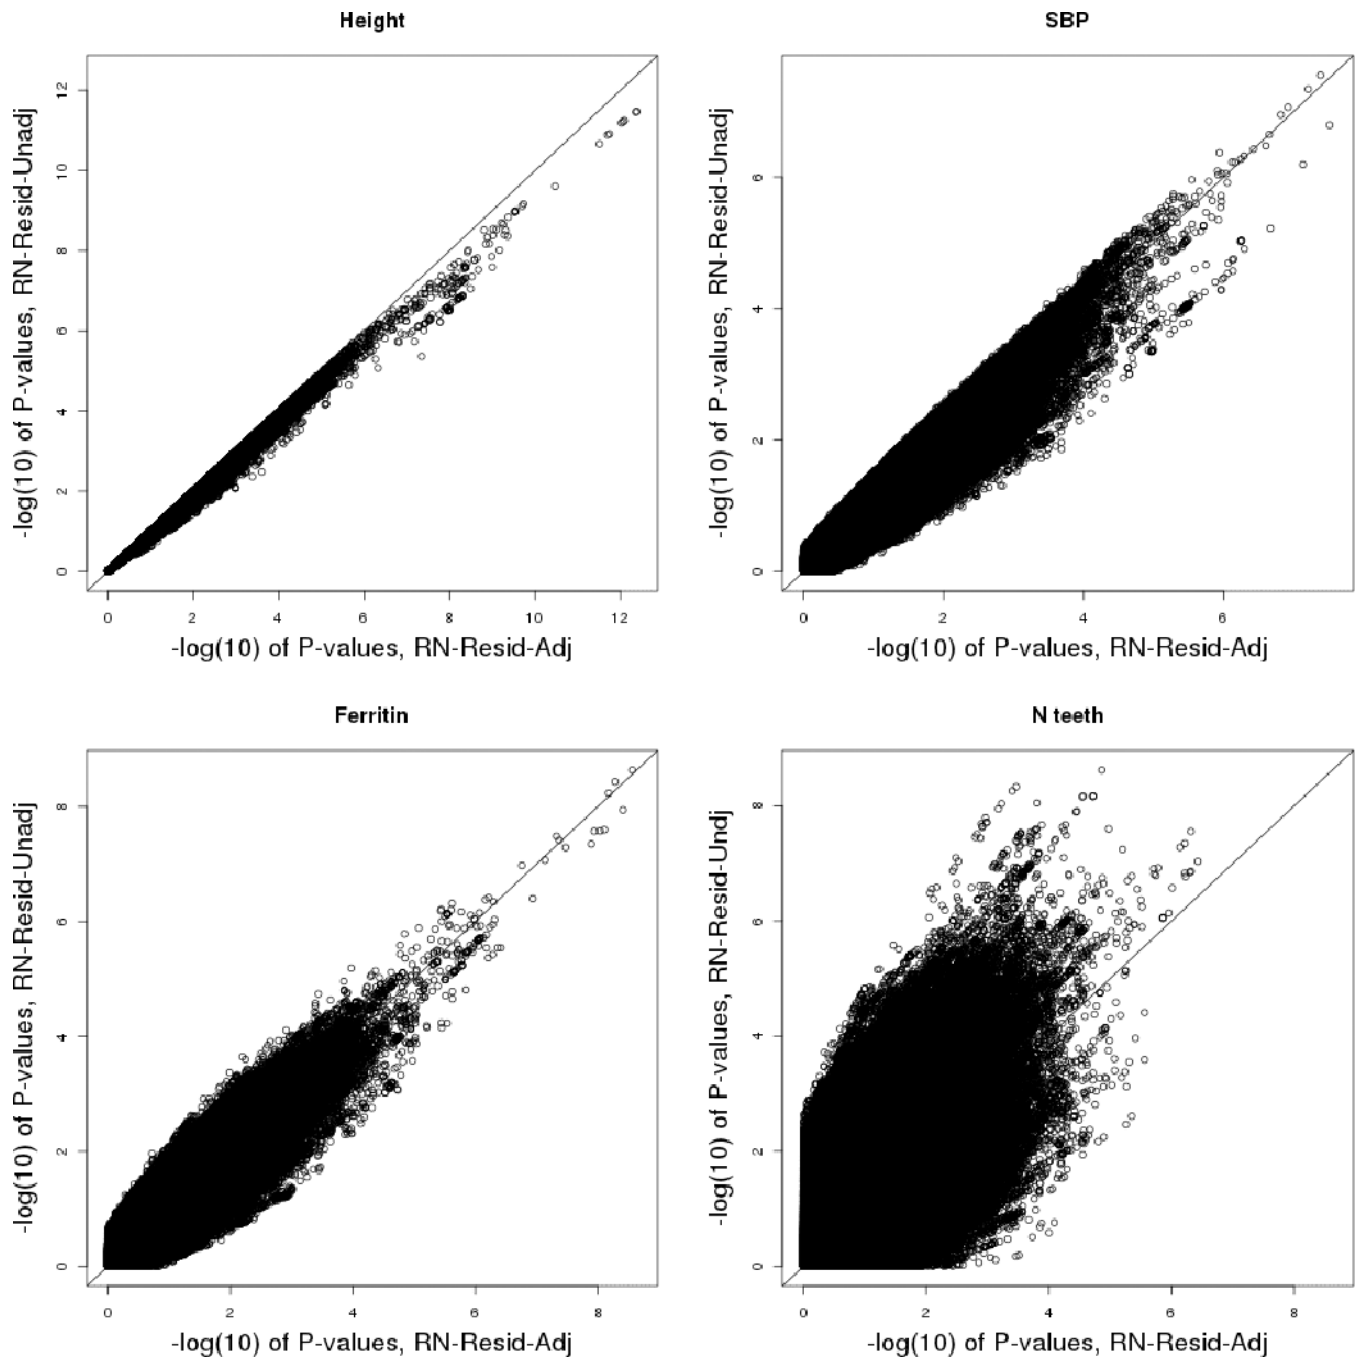 Height
-log(10) of P-values, RN-Resid-Unadj
12
10
8
6
4
2
0
0 2 4 6 8 10 12
-log(10) of P-values, RN-Resid-Adj
SBP
-log(10) of P-values, RN-Resid-Unadj
6
4
2
0
0 2 4 6
-log(10) of P-values, RN-Resid-Adj
Ferritin
-log(10) of P-values, RN-Resid-Unadj
8
6
4
2
0
0 2 4 6 8
-log(10) of P-values, RN-Resid-Adj
N teeth
-log(10) of P-values, RN-Resid-Undj
8
6
4
2
0
0 2 4 6 8
-log(10) of P-values, RN-Resid-Adj